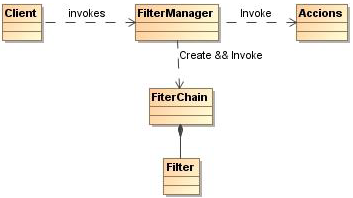 Client
invokes
FilterManager
Invoke
Accions
Create && Invoke
FiterChain
Filter